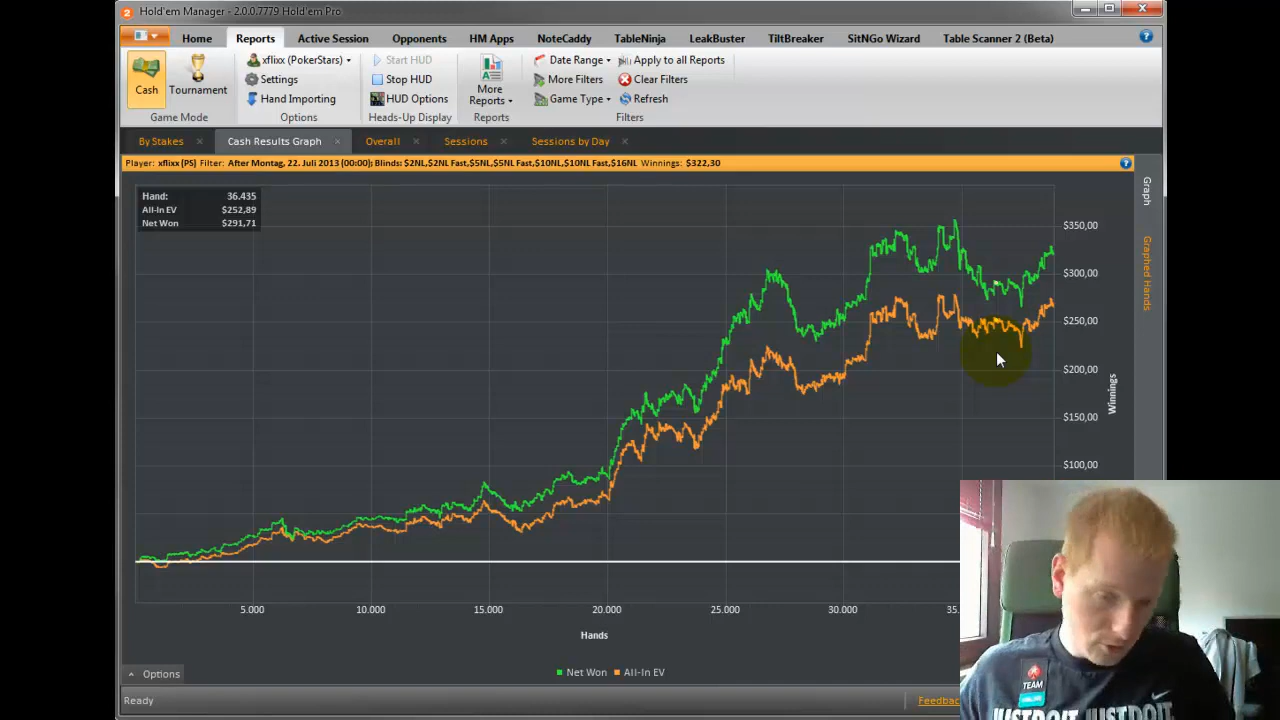 Hold'em Manager - 2.0.0.7779 Hold'em Pro
Home Reports Active Session Opponents HM Apps NoteCaddy TableNinja LeakBuster TiltBreaker SitNGo Wizard Table Scanner 2 (Beta)
Cash Tournament
Game Mode
xflixx (PokerStars)
Settings
Hand Importing
Options
Start HUD
Stop HUD
HUD Options
Heads-Up Display
More
Reports
Reports
Date Range
More Filters
Game Type
Apply to all Reports
Clear Filters
Refresh
Filters
By Stakes Cash Results Graph Overall Sessions Sessions by Day
Player: xflixx [PS] Filter: After Montag, 22. Juli 2013 (00:00); Blinds: $2NL,$2NL Fast,$5NL,$5NL Fast,$10NL,$10NL Fast,$16NL Winnings: $322,30
Hand: 36.435
All-In EV $252,89
Net Won $291,71
$350,00
$300,00
$250,00
$200,00
$150,00
$100,00
Winnings
Graph
Graphed Hands
5.000 10.000 15.000 20.000 25.000 30.000
Hands
Options
Net Won All-In EV
Ready
Feedback
TEAM
JUST DO IT.